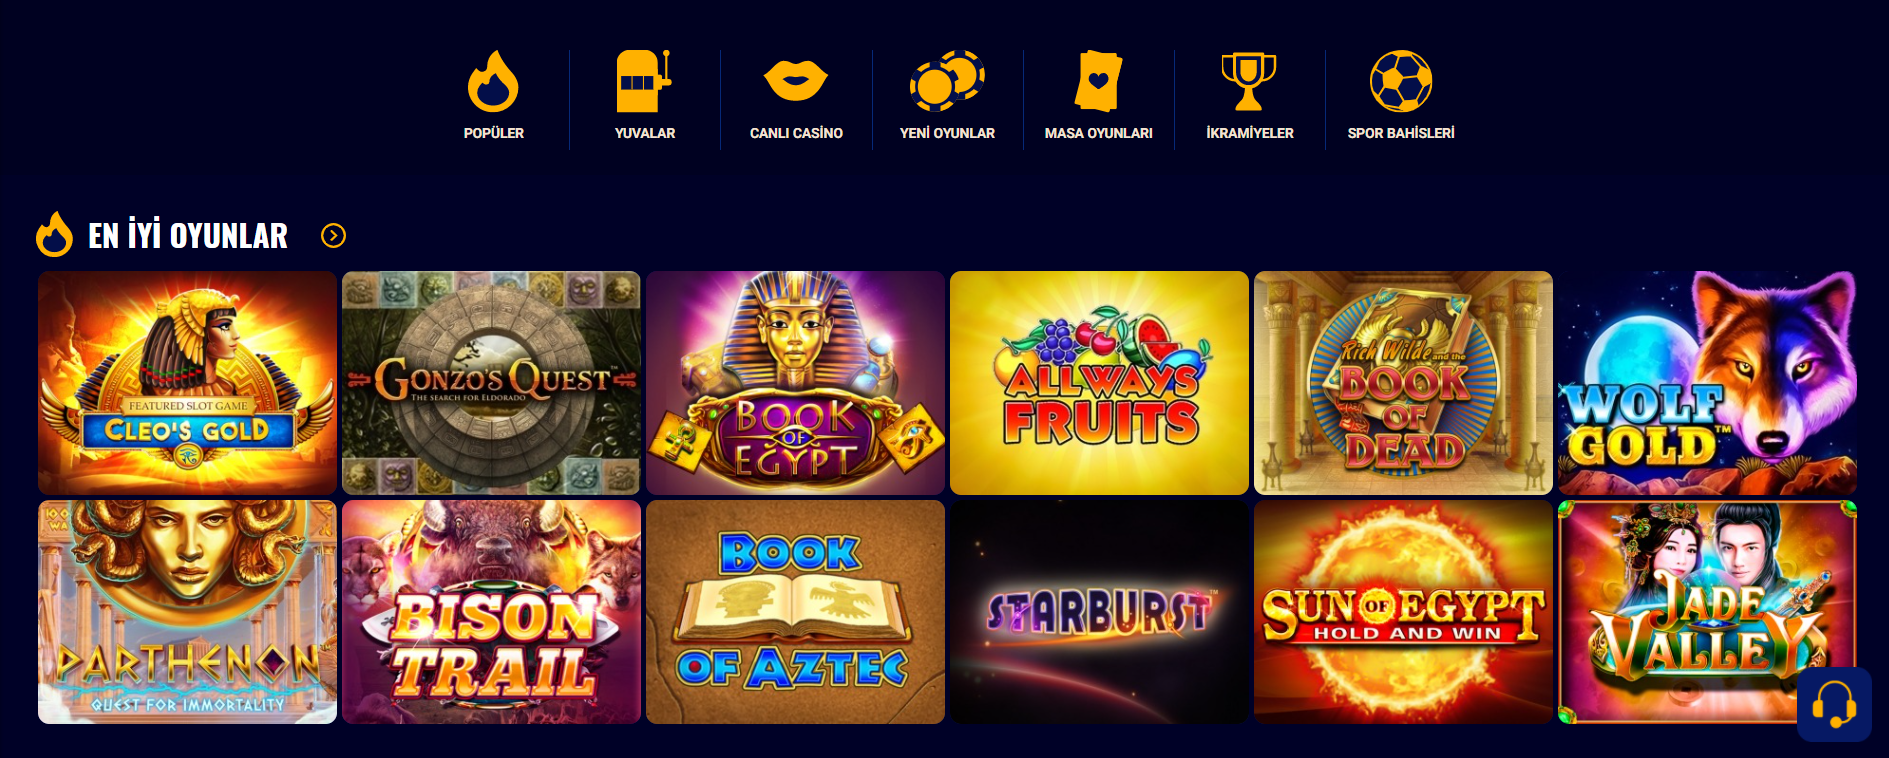 POPÜLER
YUVALAR
CANLI CASİNO
YENİ OYUNLAR
MASA OYUNLARI
İKRAMİYELER
SPOR BAHİSLERİ
EN İYİ OYUNLAR
FEATURED SLOT GAME
CLEO'S GOLD
GONZO'S QUEST™
THE SEARCH FOR ELDORADO
BOOK
OF
EGYPT
ALLWAYS
FRUITS
Rich Wilde and the
BOOK
OF
DEAD
WOLF
GOLD™
PARTHENON™
QUEST FOR IMMORTALITY
BISON
TRAIL
BOOK
OF AZTEC
STARBURST™
SUN OF EGYPT
HOLD AND WIN
JADE
VALLEY